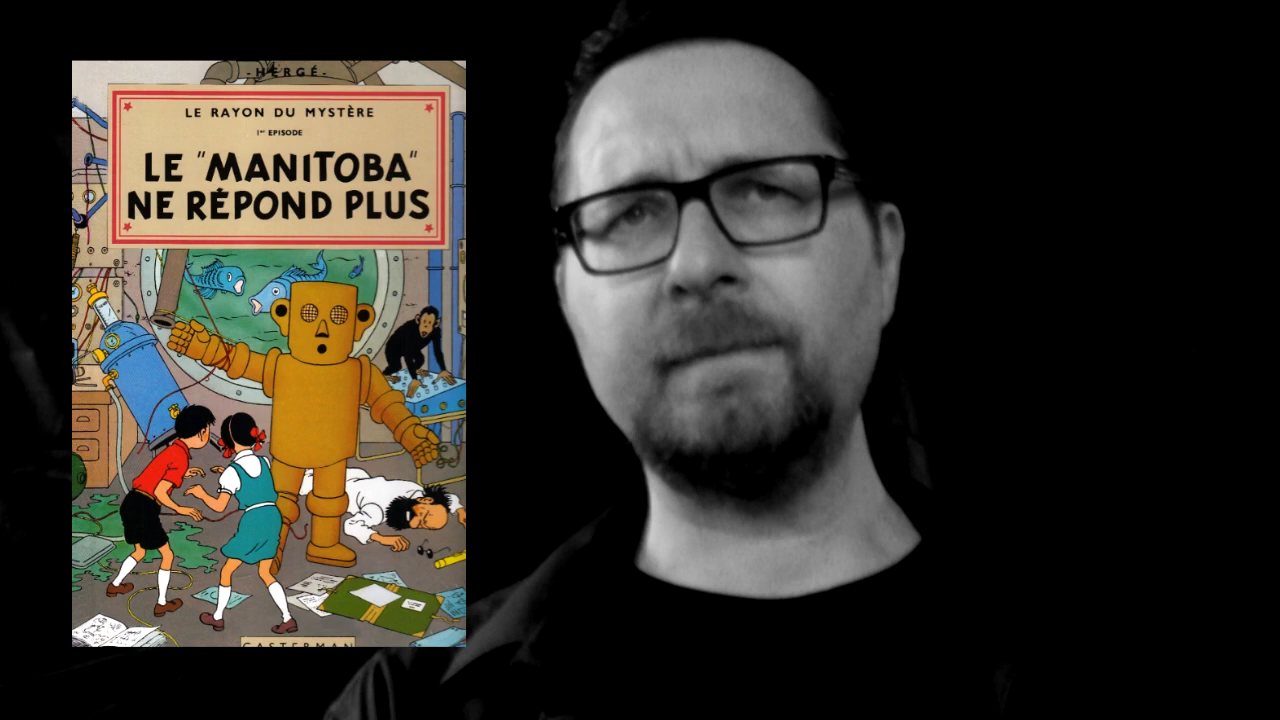 -HERGÉ-
LE RAYON DU MYSTÈRE
1er EPISODE
LE "MANITOBA"
NE RÉPOND PLUS
CASTERMAN